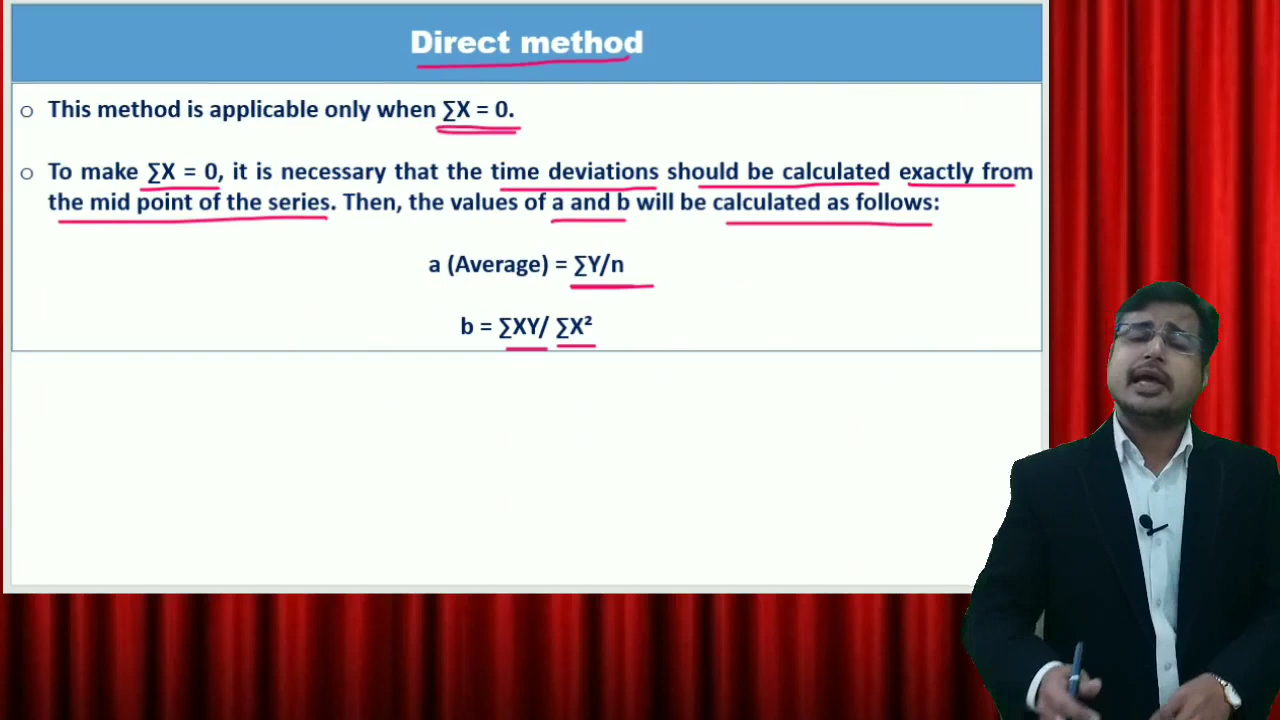 Direct method
o This method is applicable only when ∑X = 0.
o To make ∑X = 0, it is necessary that the time deviations should be calculated exactly from
the mid point of the series. Then, the values of a and b will be calculated as follows:
a (Average) = ∑Y/n
b = ∑XY/ ∑X²